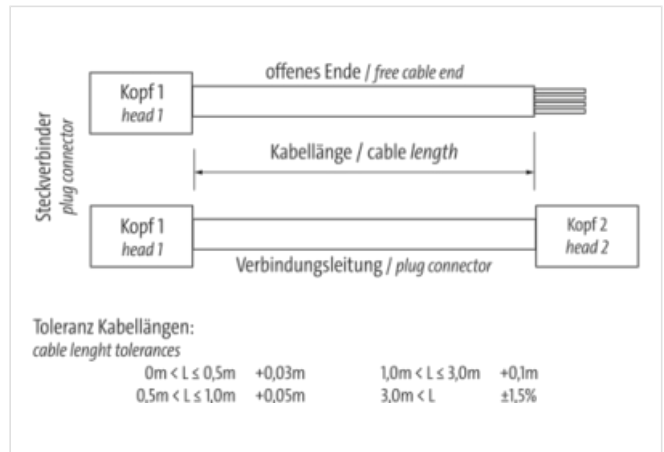 offenes Ende / free cable end
Kopf 1
head 1
Steckverbinder
plug connector
Kabellänge / cable length
Kopf 1
head 1
Kopf 2
head 2
Verbindungsleitung / plug connector
Toleranz Kabellängen:
cable lenght tolerances
0m < L ≤ 0,5m +0,03m 1,0m < L ≤ 3,0m +0,1m
0,5m < L ≤ 1,0m +0,05m 3,0m < L ±1,5%